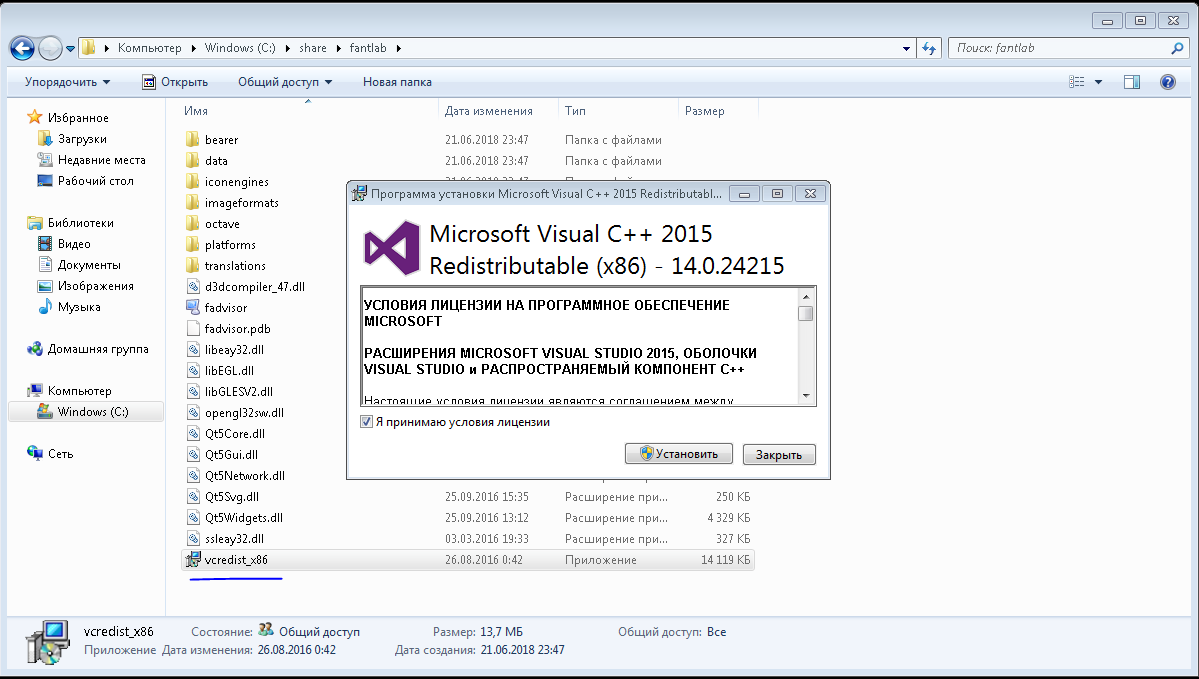 Компьютер
Windows (C:)
share
fantlab
Поиск: fantlab
Упорядочить
Открыть
Общий доступ
Новая папка
Избранное
Загрузки
Недавние места
Рабочий стол
Библиотеки
Видео
Документы
Изображения
Музыка
Домашняя группа
Компьютер
Windows (C:)
Сеть
Имя
Дата изменения
Тип
Размер
bearer 21.06.2018 23:47 Папка с файлами
data 21.06.2018 23:47 Папка с файлами
iconengines
imageformats
octave
platforms
translations
d3dcompiler_47.dll
fadvisor
fadvisor.pdb
libeay32.dll
libEGL.dll
libGLESV2.dll
opengl32sw.dll
Qt5Core.dll
Qt5Gui.dll
Qt5Network.dll
Qt5Svg.dll 25.09.2016 15:35 Расширение при... 250 КБ
Qt5Widgets.dll 25.09.2016 13:12 Расширение при... 4 329 КБ
ssleay32.dll 03.03.2016 19:33 Расширение при... 327 КБ
vcredist_x86 26.08.2016 0:42 Приложение 14 119 КБ
Программа установки Microsoft Visual C++ 2015 Redistributabl...
Microsoft Visual C++ 2015
Redistributable (x86) - 14.0.24215
УСЛОВИЯ ЛИЦЕНЗИИ НА ПРОГРАММНОЕ ОБЕСПЕЧЕНИЕ
MICROSOFT
РАСШИРЕНИЯ MICROSOFT VISUAL STUDIO 2015, ОБОЛОЧКИ
VISUAL STUDIO и РАСПРОСТРАНЯЕМЫЙ КОМПОНЕНТ C++
Настоящие условия лицензии являются соглашением между
Я принимаю условия лицензии
Установить
Закрыть
vcredist_x86 Состояние: Общий доступ Размер: 13,7 МБ Общий доступ: Все
Приложение Дата изменения: 26.08.2016 0:42 Дата создания: 21.06.2018 23:47